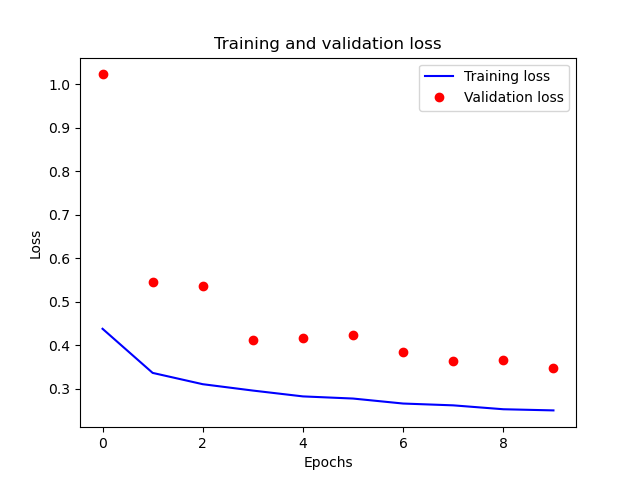 Training and validation loss
Training loss
Validation loss
1.0
0.9
0.8
0.7
0.6
0.5
0.4
0.3
Loss
0 2 4 6 8
Epochs